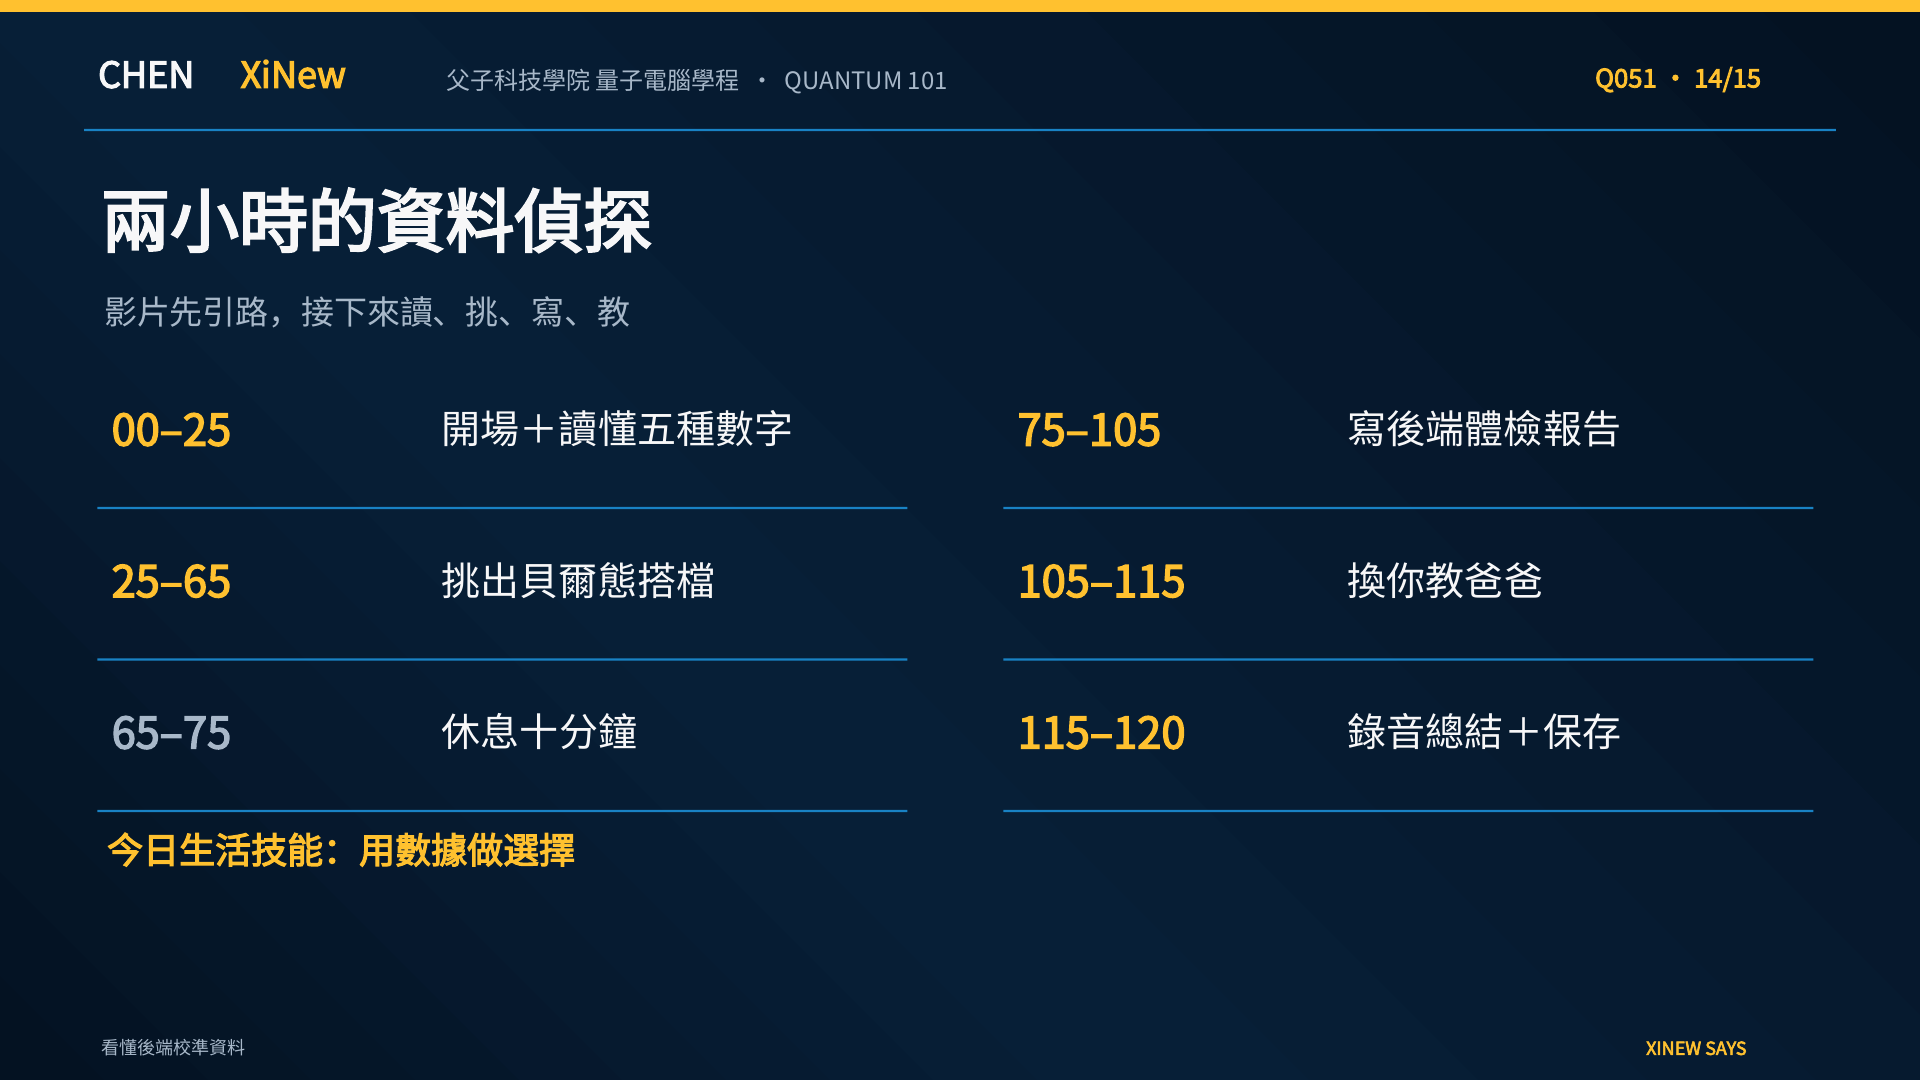 CHEN XiNew 父子科技學院 量子電腦學程 · QUANTUM 101 Q051 · 14/15
兩小時的資料偵探
影片先引路，接下來讀、挑、寫、教
00–25 開場＋讀懂五種數字
25–65 挑出貝爾態搭檔
65–75 休息十分鐘
75–105 寫後端體檢報告
105–115 換你教爸爸
115–120 錄音總結＋保存
今日生活技能：用數據做選擇
看懂後端校準資料 XINEW SAYS